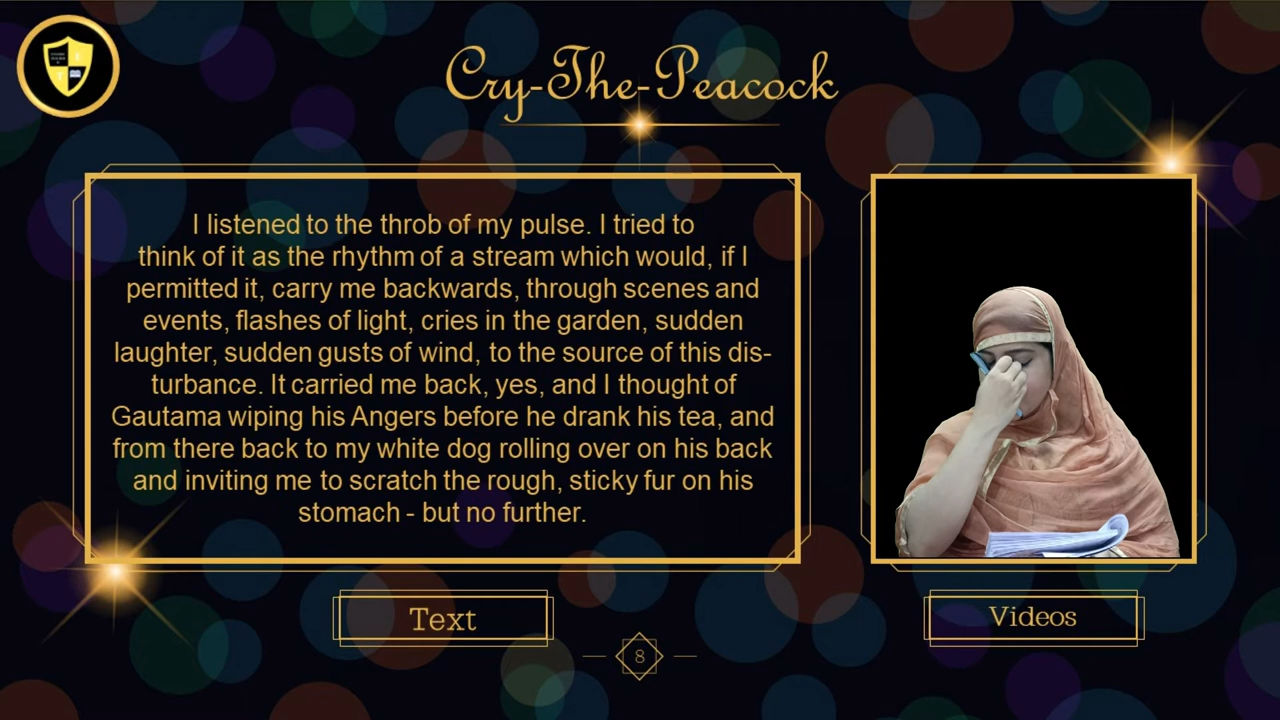 Cry-The-Peacock
I listened to the throb of my pulse. I tried to
think of it as the rhythm of a stream which would, if I
permitted it, carry me backwards, through scenes and
events, flashes of light, cries in the garden, sudden
laughter, sudden gusts of wind, to the source of this dis-
turbance. It carried me back, yes, and I thought of
Gautama wiping his Angers before he drank his tea, and
from there back to my white dog rolling over on his back
and inviting me to scratch the rough, sticky fur on his
stomach - but no further.
Text
Videos
8